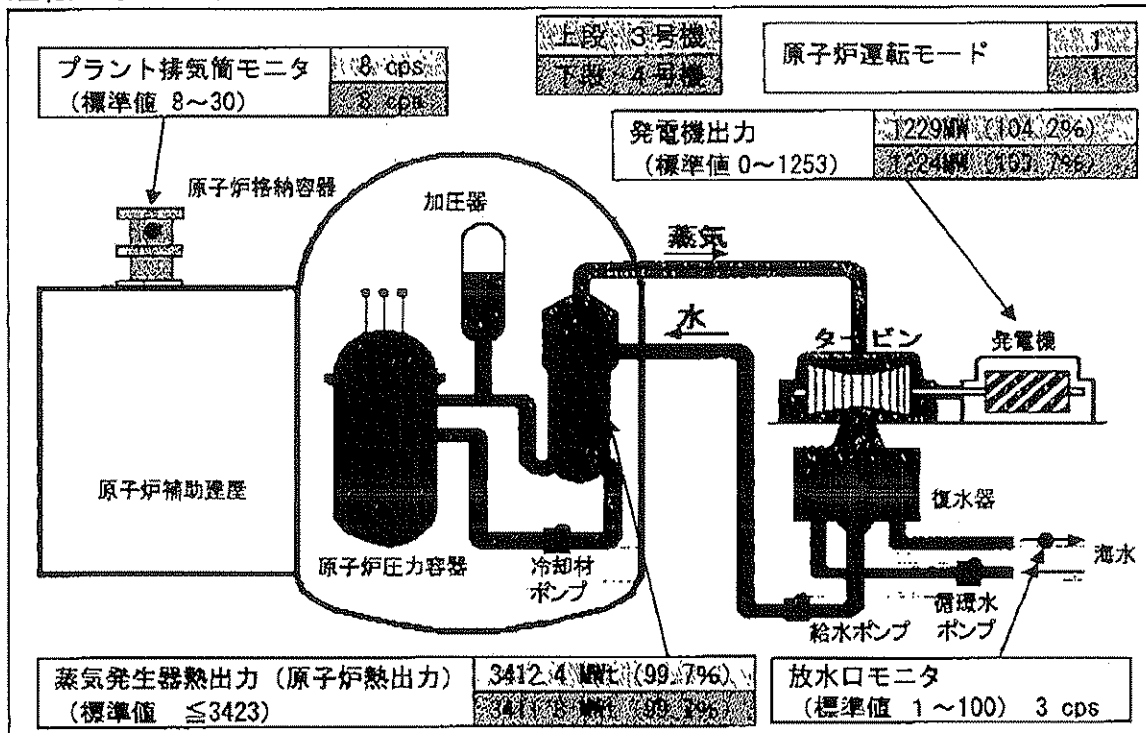 上段 3号機
下段 4号機
プラント排気筒モニタ
(標準値 8～30)
8 cps
8 cps
原子炉運転モード
1
1
発電機出力
(標準値 0～1253)
1229MW (104.2%)
1224MW (103.7%)
原子炉格納容器
加圧器
蒸気
水
タービン
発電機
原子炉補助建屋
原子炉圧力容器
冷却材
ポンプ
復水器
海水
給水ポンプ
循環水
ポンプ
蒸気発生器熱出力 (原子炉熱出力)
(標準値 ≦3423)
3412.4 MWt (99.7%)
放水口モニタ
(標準値 1～100) 3 cps